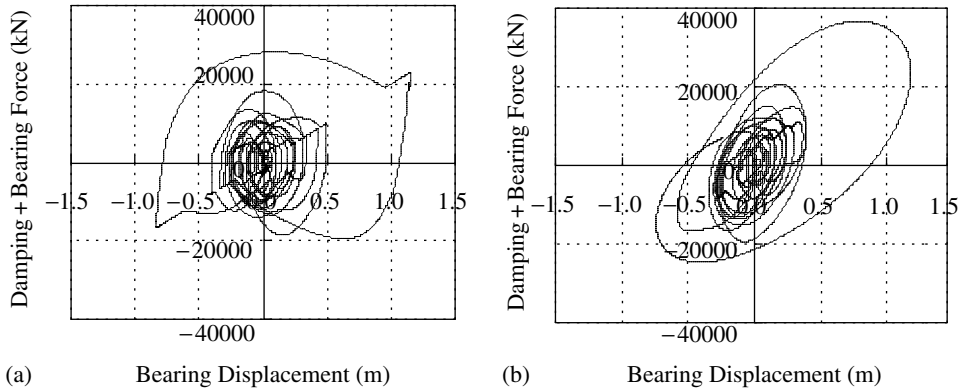 Damping + Bearing Force (kN)
40000
20000
−1.5 −1.0 −0.5 0.0 0.5 1.0 1.5
−20000
−40000
(a) Bearing Displacement (m)
Damping + Bearing Force (kN)
40000
20000
−1.5 −1.0 −0.5 0.0 0.5 1.0 1.5
−20000
−40000
(b) Bearing Displacement (m)